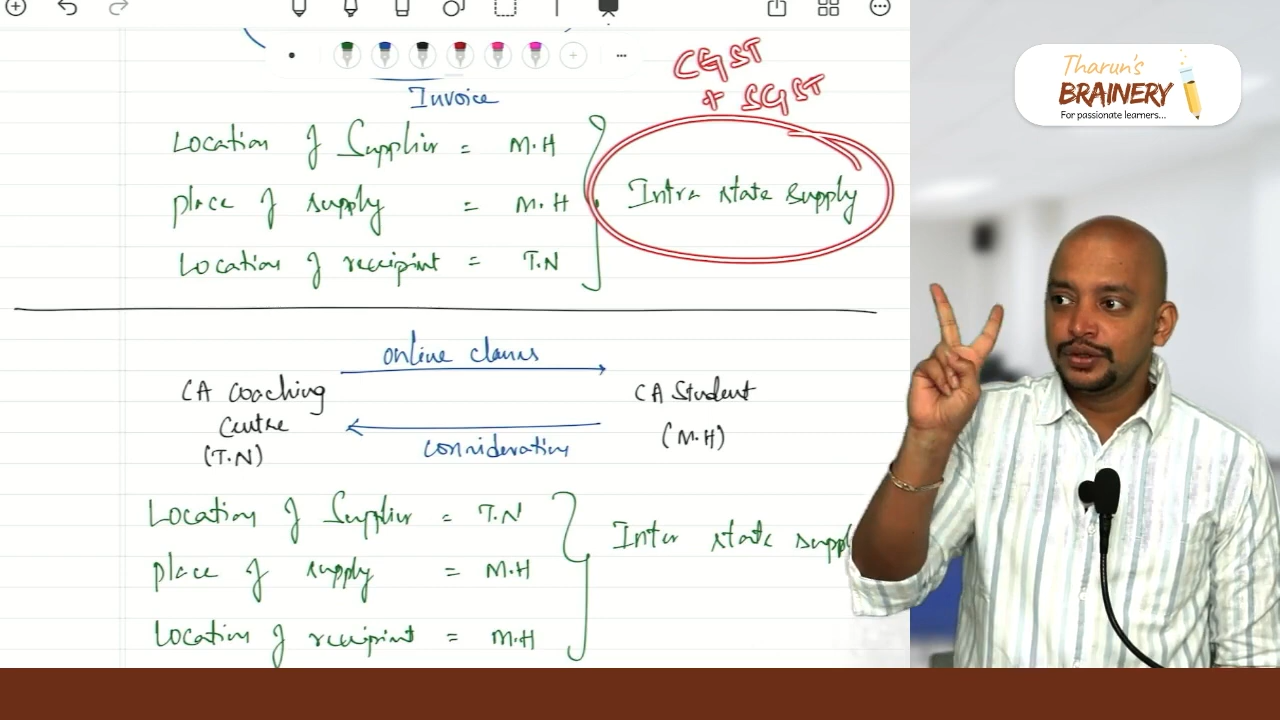 CGST
+ SGST
Invoice
Location of Supplier = M.H
place of supply = M.H
Location of recipint = T.N
Intra state supply
online classes
CA Coaching
Centre
(T.N)
CA Student
(M.H)
consideration
Location of Supplier = T.N
place of supply = M.H
Location of recipint = M.H
Inter state suppl
Tharun's
BRAINERY
For passionate learners...